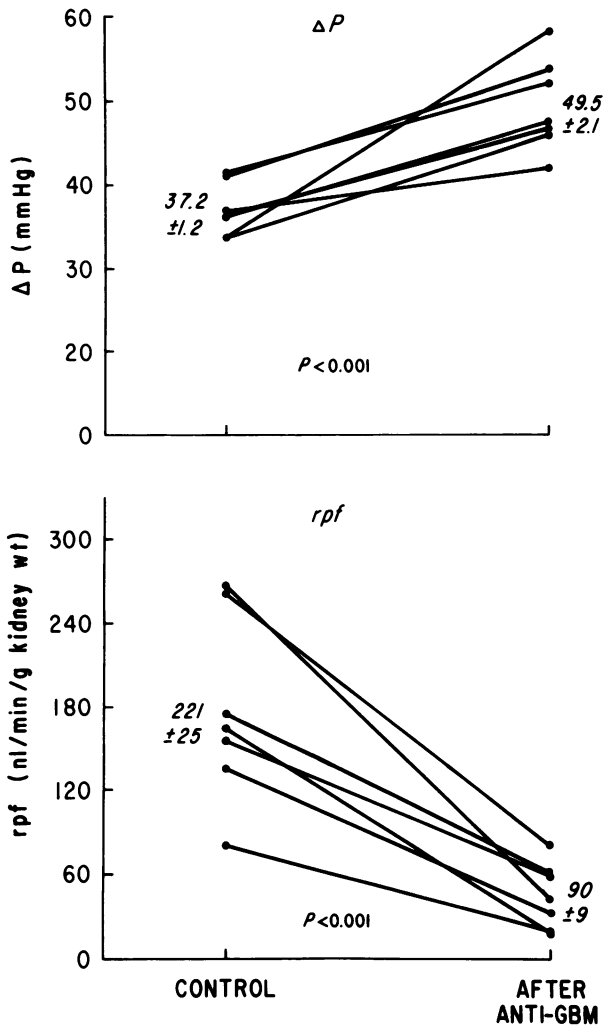 ΔP
60
50
40
30
20
0
ΔP (mmHg)
37.2
±1.2
49.5
±2.1
P<0.001
rpf
300
240
180
120
60
0
rpf (nl/min/g kidney wt)
221
±25
90
±9
P<0.001
CONTROL
AFTER
ANTI-GBM